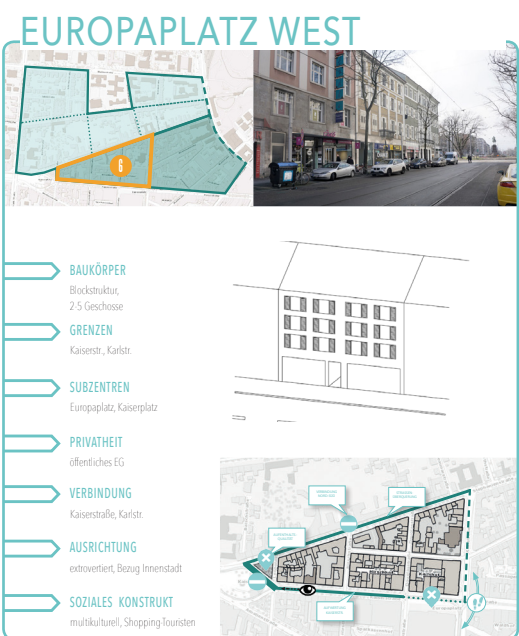 EUROPAPLATZ WEST
6
BAUKÖRPER
Blockstruktur,
2-5 Geschosse
GRENZEN
Kaiserstr., Karlstr.
SUBZENTREN
Europaplatz, Kaiserplatz
PRIVATHEIT
öffentliches EG
VERBINDUNG
Kaiserstraße, Karlstr.
AUSRICHTUNG
extrovertiert, Bezug Innenstadt
SOZIALES KONSTRUKT
multikulturell, Shopping-Touristen